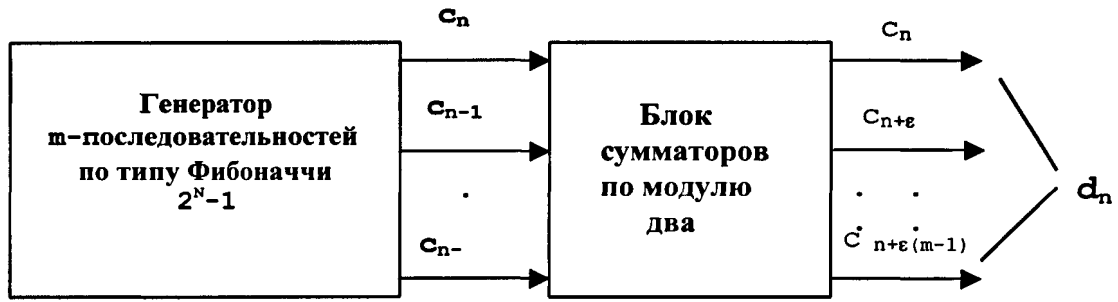 Генератор
m-последовательностей
по типу Фибоначчи
2ᴺ-1
cₙ
cₙ₋₁
.
cₙ₋
Блок
сумматоров
по модулю
два
cₙ
cₙ₊ε
. .
. .
c n+ε(m-1)
dₙ